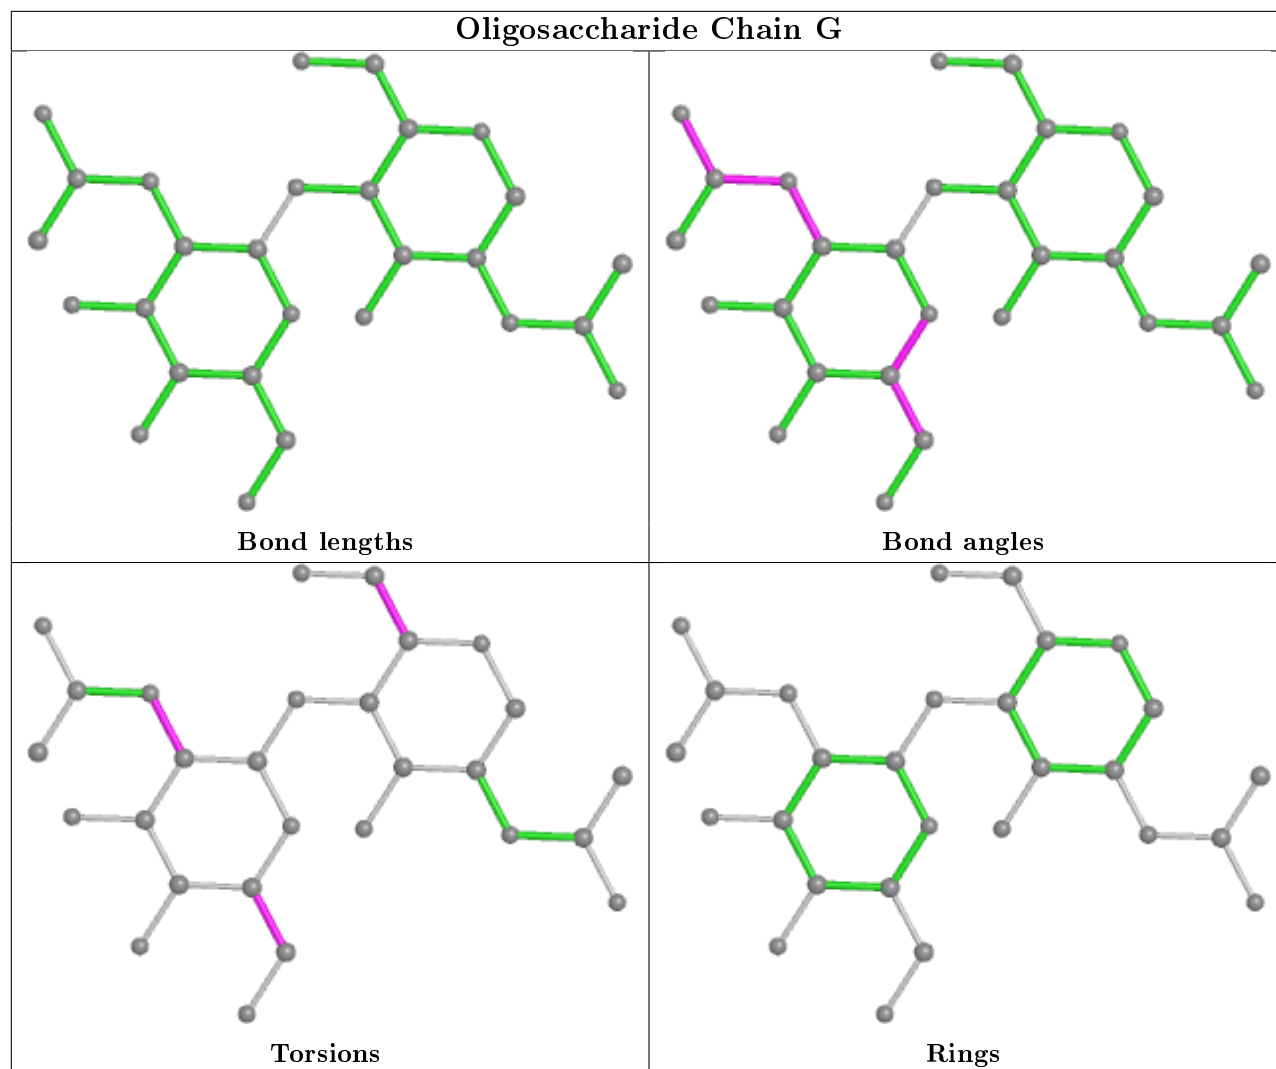 Oligosaccharide Chain G
Bond lengths
Bond angles
Torsions
Rings